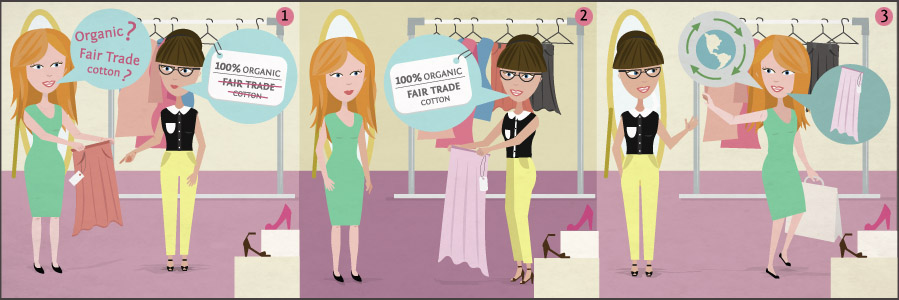 1
Organic?
Fair Trade
cotton?
100% ORGANIC
FAIR TRADE
COTTON
2
100% ORGANIC
FAIR TRADE
COTTON
3